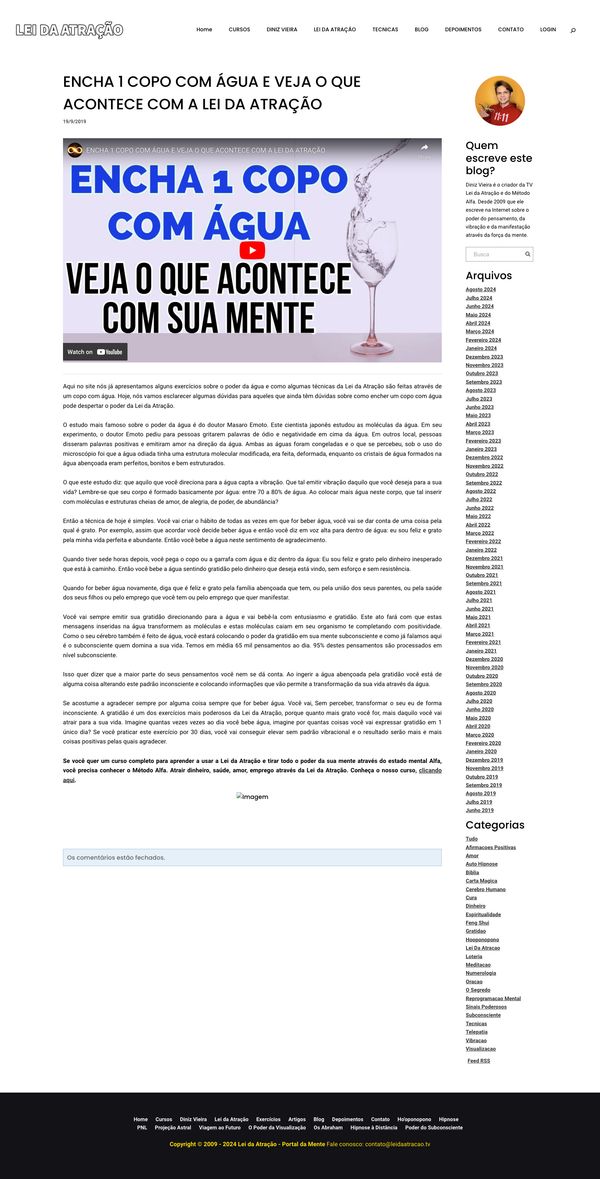 LEI DA ATRAÇÃO
Home CURSOS DINIZ VIEIRA LEI DA ATRAÇÃO TECNICAS BLOG DEPOIMENTOS CONTATO LOGIN
ENCHA 1 COPO COM ÁGUA E VEJA O QUE
ACONTECE COM A LEI DA ATRAÇÃO
19/9/2019
ENCHA 1 COPO COM ÁGUA E VEJA O QUE ACONTECE COM A LEI DA ATRAÇÃO
ENCHA 1 COPO
COM ÁGUA
VEJA O QUE ACONTECE
COM SUA MENTE
Watch on YouTube
Aqui no site nós já apresentamos alguns exercícios sobre o poder da água e como algumas técnicas da Lei da Atração são feitas através de
um copo com água. Hoje, nós vamos esclarecer algumas dúvidas para aqueles que ainda têm dúvidas sobre como encher um copo com água
pode despertar o poder da Lei da Atração.
O estudo mais famoso sobre o poder da água é do doutor Masaro Emoto. Este cientista japonês estudou as moléculas da água. Em seu
experimento, o doutor Emoto pediu para pessoas gritarem palavras de ódio e negatividade em cima da água. Em outros local, pessoas
disseram palavras positivas e emitiram amor na direção da água. Ambas as águas foram congeladas e o que se percebeu, sob o uso do
microscópio foi que a água odiada tinha uma estrutura molecular modificada, era feita, deformada, enquanto os cristais de água formados na
água abençoada eram perfeitos, bonitos e bem estruturados.
O que este estudo diz: que aquilo que você direciona para a água capta a vibração. Que tal emitir vibração daquilo que você deseja para a sua
vida? Lembre-se que seu corpo é formado basicamente por água: entre 70 a 80% de água. Ao colocar mais água neste corpo, que tal inserir
com moléculas e estruturas cheias de amor, de alegria, de poder, de abundância?
Então a técnica de hoje é simples. Você vai criar o hábito de todas as vezes em que for beber água, você vai se dar conta de uma coisa pela
qual é grato. Por exemplo, assim que acordar você decide beber água e então você diz em voz alta para dentro de água: eu sou feliz e grato
pela minha vida perfeita e abundante. Então você bebe a água neste sentimento de agradecimento.
Quando tiver sede horas depois, você pega o copo ou a garrafa com água e diz dentro da água: Eu sou feliz e grato pelo dinheiro inesperado
que está à caminho. Então você bebe a água sentindo gratidão pelo dinheiro que deseja está vindo, sem esforço e sem resistência.
Quando for beber água novamente, diga que é feliz e grato pela família abençoada que tem, ou pela união dos seus parentes, ou pela saúde
dos seus filhos ou pelo emprego que você tem ou pelo emprego que quer manifestar.
Você vai sempre emitir sua gratidão direcionando para a água e vai bebê-la com entusiasmo e gratidão. Este ato fará com que estas
mensagens inseridas na água transformem as moléculas e estas moléculas caiam em seu organismo te completando com positividade.
Como o seu cérebro também é feito de água, você estará colocando o poder da gratidão em sua mente subconsciente e como já falamos aqui
é o subconsciente quem domina a sua vida. Temos em média 65 mil pensamentos ao dia. 95% destes pensamentos são processados em
nível subconsciente.
Isso quer dizer que a maior parte do seus pensamentos você nem se dá conta. Ao ingerir a água abençoada pela gratidão você está de
alguma coisa alterando este padrão inconsciente e colocando informações que vão permite a transformação da sua vida através da água.
Se acostume a agradecer sempre por alguma coisa sempre que for beber água. Você vai, Sem perceber, transformar o seu eu de forma
inconsciente. A gratidão é um dos exercícios mais poderosos da Lei da Atração, porque quanto mais grato você for, mais daquilo você vai
atrair para a sua vida. Imagine quantas vezes vezes ao dia você bebe água, imagine por quantas coisas você vai expressar gratidão em 1
único dia? Se você praticar este exercício por 30 dias, você vai conseguir elevar sem padrão vibracional e o resultado serão mais é mais
coisas positivas pelas quais agradecer.
Se você quer um curso completo para aprender a usar a Lei da Atração e tirar todo o poder da sua mente através do estado mental Alfa,
você precisa conhecer o Método Alfa. Atrair dinheiro, saúde, amor, emprego através da Lei da Atração. Conheça o nosso curso, clicando
aqui.
Imagem
Os comentários estão fechados.
11:11
Quem
escreve este
blog?
Diniz Vieira é o criador da TV
Lei da Atração e do Método
Alfa. Desde 2009 que ele
escreve na Internet sobre o
poder do pensamento, da
vibração e da manifestação
através da força da mente.
Busca
Arquivos
Agosto 2024
Julho 2024
Junho 2024
Maio 2024
Abril 2024
Março 2024
Fevereiro 2024
Janeiro 2024
Dezembro 2023
Novembro 2023
Outubro 2023
Setembro 2023
Agosto 2023
Julho 2023
Junho 2023
Maio 2023
Abril 2023
Março 2023
Fevereiro 2023
Janeiro 2023
Dezembro 2022
Novembro 2022
Outubro 2022
Setembro 2022
Agosto 2022
Julho 2022
Junho 2022
Maio 2022
Abril 2022
Março 2022
Fevereiro 2022
Janeiro 2022
Dezembro 2021
Novembro 2021
Outubro 2021
Setembro 2021
Agosto 2021
Julho 2021
Junho 2021
Maio 2021
Abril 2021
Março 2021
Fevereiro 2021
Janeiro 2021
Dezembro 2020
Novembro 2020
Outubro 2020
Setembro 2020
Agosto 2020
Julho 2020
Junho 2020
Maio 2020
Abril 2020
Março 2020
Fevereiro 2020
Janeiro 2020
Dezembro 2019
Novembro 2019
Outubro 2019
Setembro 2019
Agosto 2019
Julho 2019
Junho 2019
Categorias
Tudo
Afirmacoes Positivas
Amor
Auto Hipnose
Bíblia
Carta Magica
Cerebro Humano
Cura
Dinheiro
Espiritualidade
Feng Shui
Gratidao
Hooponopono
Lei Da Atracao
Loteria
Meditacao
Numerologia
Oracao
O Segredo
Reprogramacao Mental
Sinais Poderosos
Subconsciente
Tecnicas
Telepatia
Vibracao
Visualizacao
Feed RSS
Home Cursos Diniz Vieira Lei da Atração Exercícios Artigos Blog Depoimentos Contato Ho'oponopono Hipnose
PNL Projeção Astral Viagem ao Futuro O Poder da Visualização Os Abraham Hipnose à Distância Poder do Subconsciente
Copyright © 2009 - 2024 Lei da Atração - Portal da Mente Fale conosco: contato@leidaatracao.tv